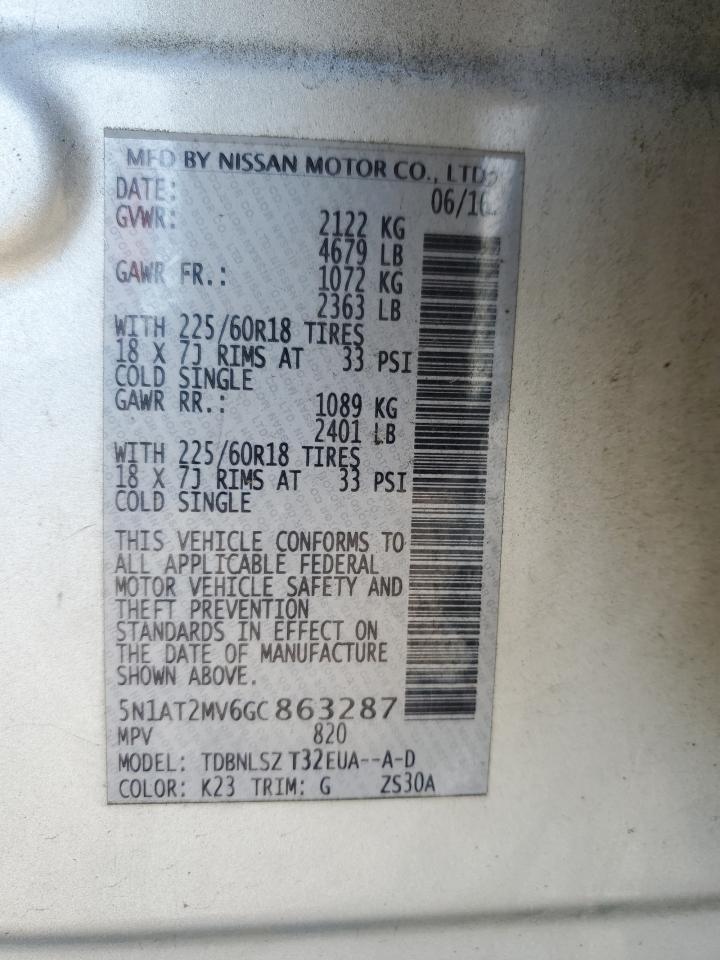 MFD BY NISSAN MOTOR CO., LTD.
DATE: 06/16
GVWR: 2122 KG
4679 LB
GAWR FR.: 1072 KG
2363 LB
WITH 225/60R18 TIRES
18 X 7J RIMS AT 33 PSI
COLD SINGLE
GAWR RR.: 1089 KG
2401 LB
WITH 225/60R18 TIRES
18 X 7J RIMS AT 33 PSI
COLD SINGLE
THIS VEHICLE CONFORMS TO
ALL APPLICABLE FEDERAL
MOTOR VEHICLE SAFETY AND
THEFT PREVENTION
STANDARDS IN EFFECT ON
THE DATE OF MANUFACTURE
SHOWN ABOVE.
5N1AT2MV6GC863287
MPV 820
MODEL: TDBNLSZ T32EUA--A-D
COLOR: K23 TRIM: G ZS30A